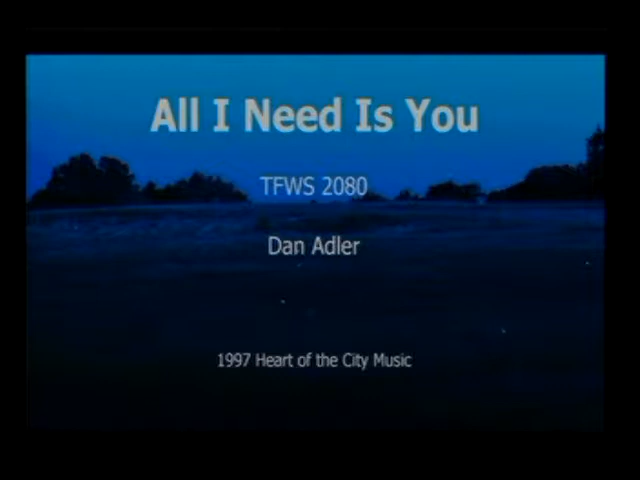 All I Need Is You
TFWS 2080
Dan Adler
1997 Heart of the City Music